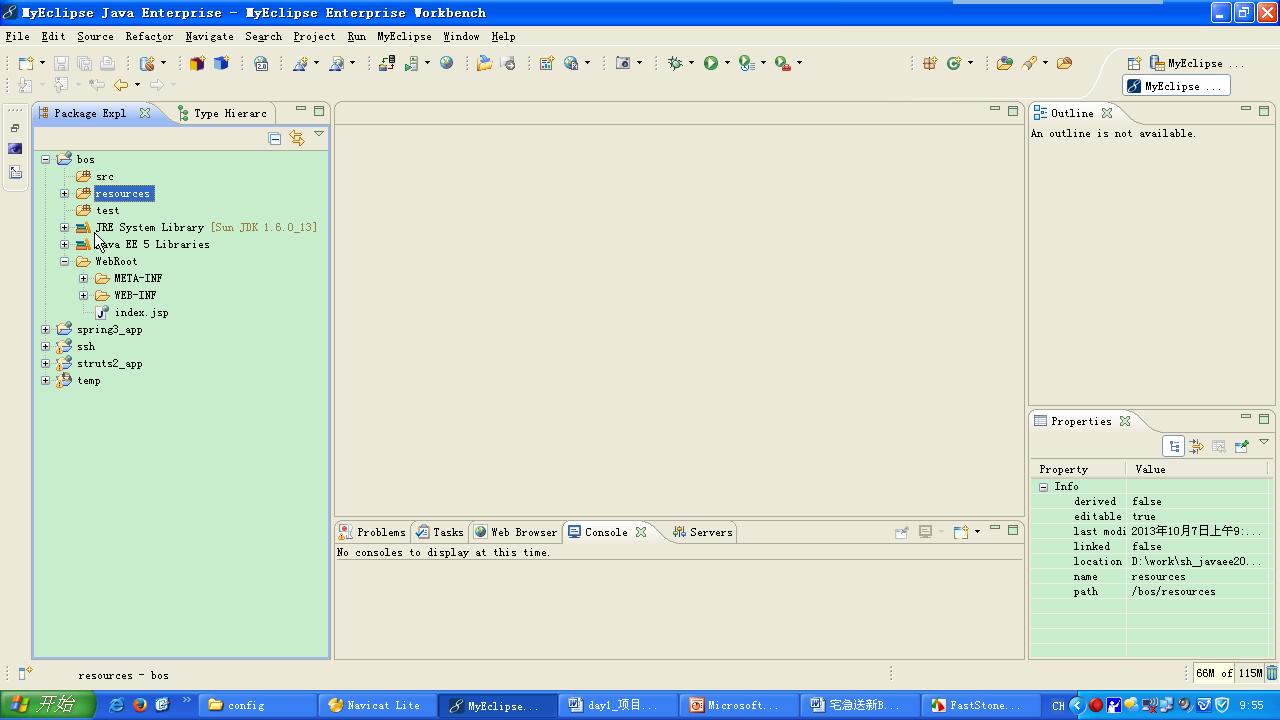 MyEclipse Java Enterprise - MyEclipse Enterprise Workbench
File Edit Source Refactor Navigate Search Project Run MyEclipse Window Help
MyEclipse ...
MyEclipse ...
Package Expl Type Hierarc
bos
src
resources
test
JRE System Library [Sun JDK 1.6.0_13]
Java EE 5 Libraries
WebRoot
META-INF
WEB-INF
index.jsp
spring3_app
ssh
struts2_app
temp
Outline
An outline is not available.
Properties
Property Value
Info
derived false
editable true
last modi 2013年10月7日上午9:...
linked false
location D:\work\sh_javaee20...
name resources
path /bos/resources
Problems Tasks Web Browser Console Servers
No consoles to display at this time.
resources - bos
66M of 115M
开始 config Navicat Lite MyEclipse... day1_项目... Microsoft... 宅急送新B... FastStone... CH 9:55